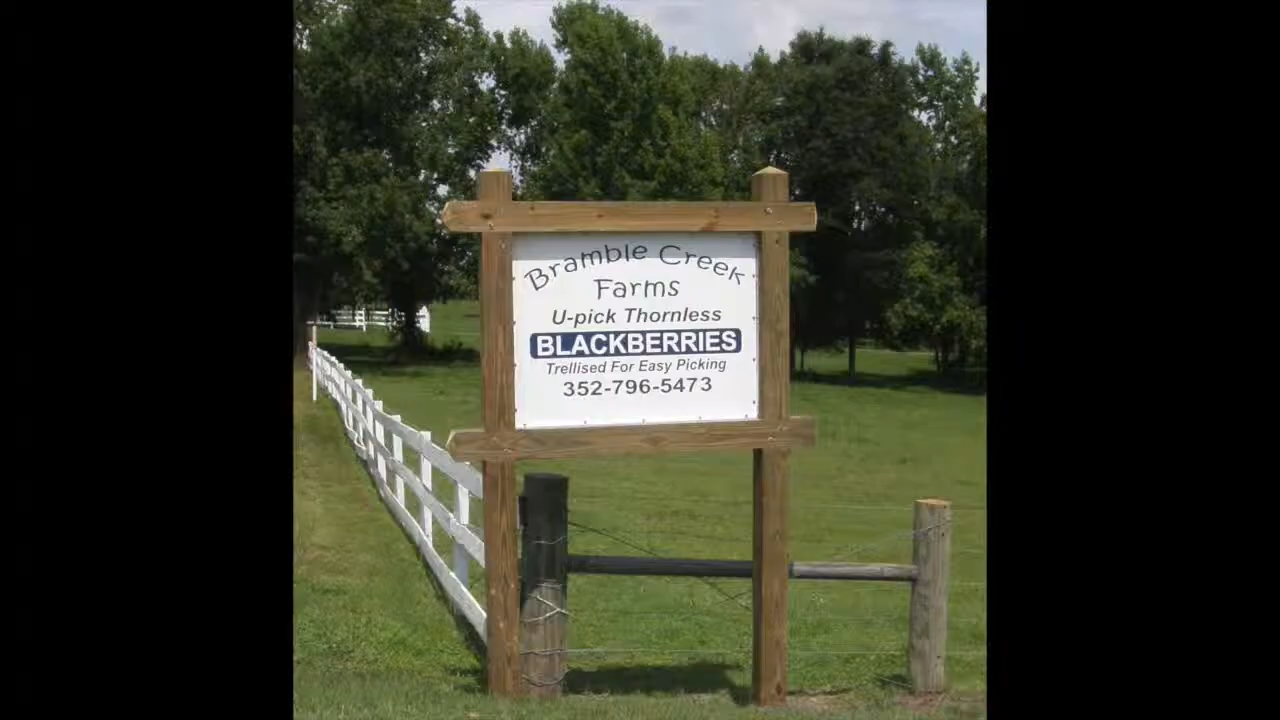 Bramble Creek
Farms
U-pick Thornless
BLACKBERRIES
Trellised For Easy Picking
352-796-5473